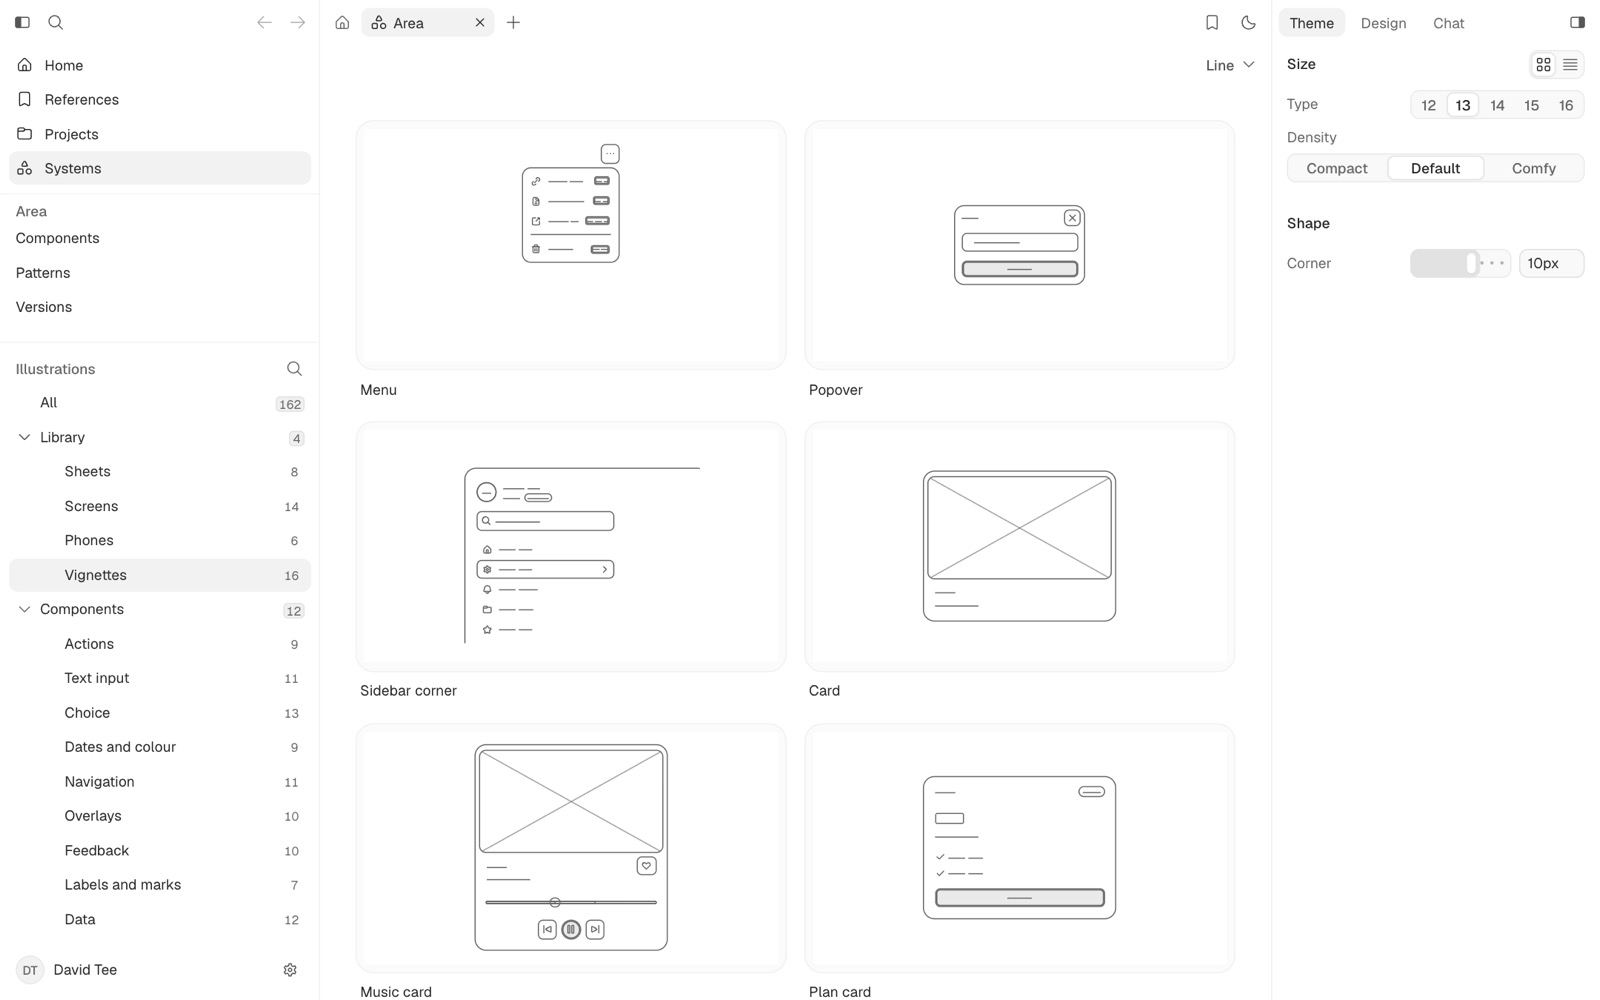 Home
References
Projects
Systems
Area
Components
Patterns
Versions
Illustrations
All 162
Library 4
Sheets 8
Screens 14
Phones 6
Vignettes 16
Components 12
Actions 9
Text input 11
Choice 13
Dates and colour 9
Navigation 11
Overlays 10
Feedback 10
Labels and marks 7
Data 12
DT David Tee
Area
Line
Menu
Popover
Sidebar corner
Card
Music card
Plan card
Theme Design Chat
Size
Type 12 13 14 15 16
Density
Compact Default Comfy
Shape
Corner 10px